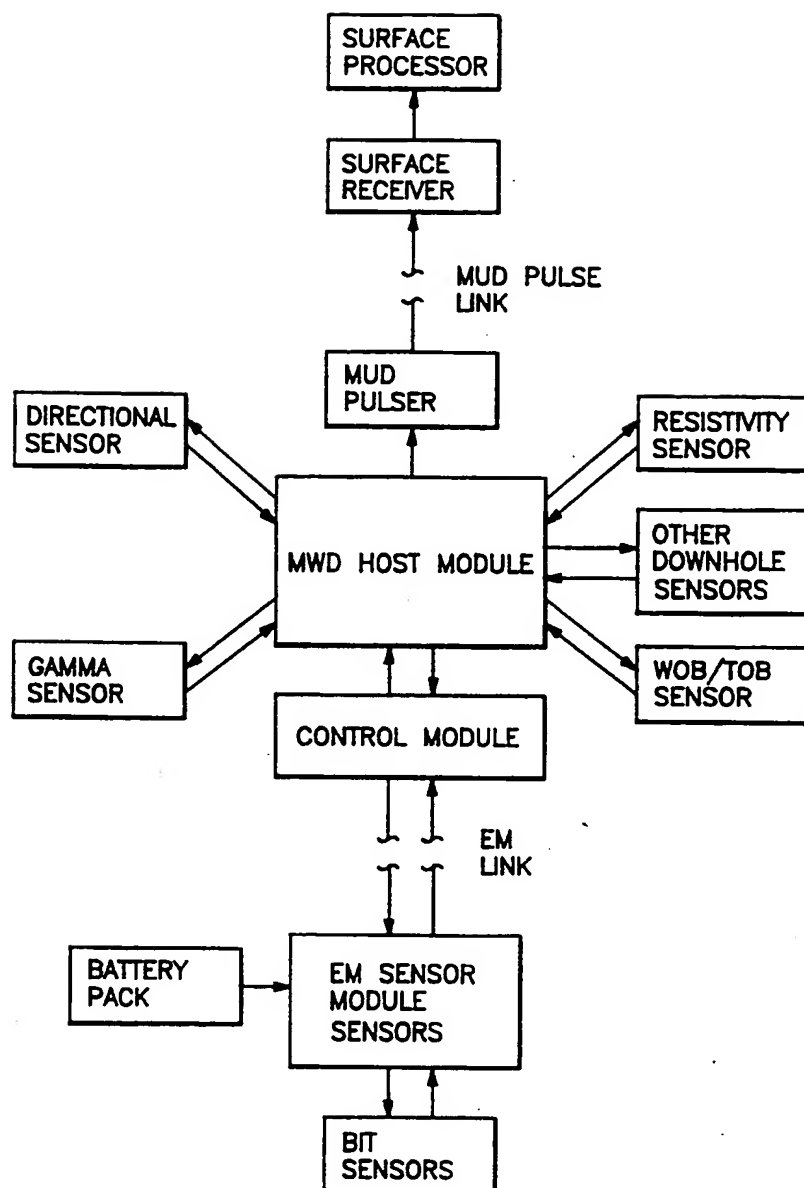 SURFACE
PROCESSOR
SURFACE
RECEIVER
MUD PULSE
LINK
MUD
PULSER
DIRECTIONAL
SENSOR
RESISTIVITY
SENSOR
MWD HOST MODULE
OTHER
DOWNHOLE
SENSORS
GAMMA
SENSOR
WOB/TOB
SENSOR
CONTROL MODULE
EM
LINK
BATTERY
PACK
EM SENSOR
MODULE
SENSORS
BIT
SENSORS